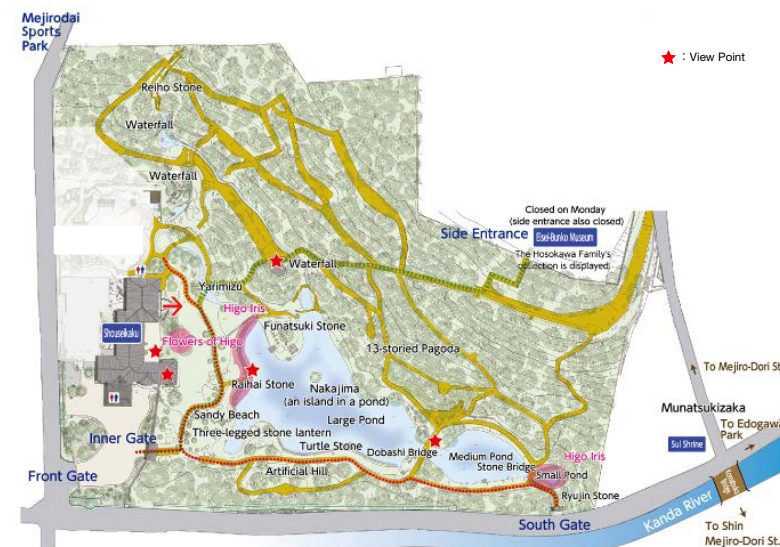 Mejirodai
Sports
Park
: View Point
Reiho Stone
Waterfall
Waterfall
Closed on Monday
(side entrance also closed)
Side Entrance
Eisei-Bunko Museum
The Hosokawa Family's
collection is displayed.
Waterfall
Yarimizu
Higo Iris
Funatsuki Stone
Shouseikaku
Flowers of Higo
13-storied Pagoda
To Mejiro-Dori St.
Raihai Stone
Nakajima
(an island in a pond)
Munatsukizaka
Sandy Beach
Large Pond
To Edogawa
Park
Three-legged stone lantern
Inner Gate
Turtle Stone
Dobashi Bridge
Medium Pond
Higo Iris
Sui Shrine
Stone Bridge
Front Gate
Artificial Hill
Small Pond
Ryujin Stone
Kanda River
South Gate
To Shin
Mejiro-Dori St.